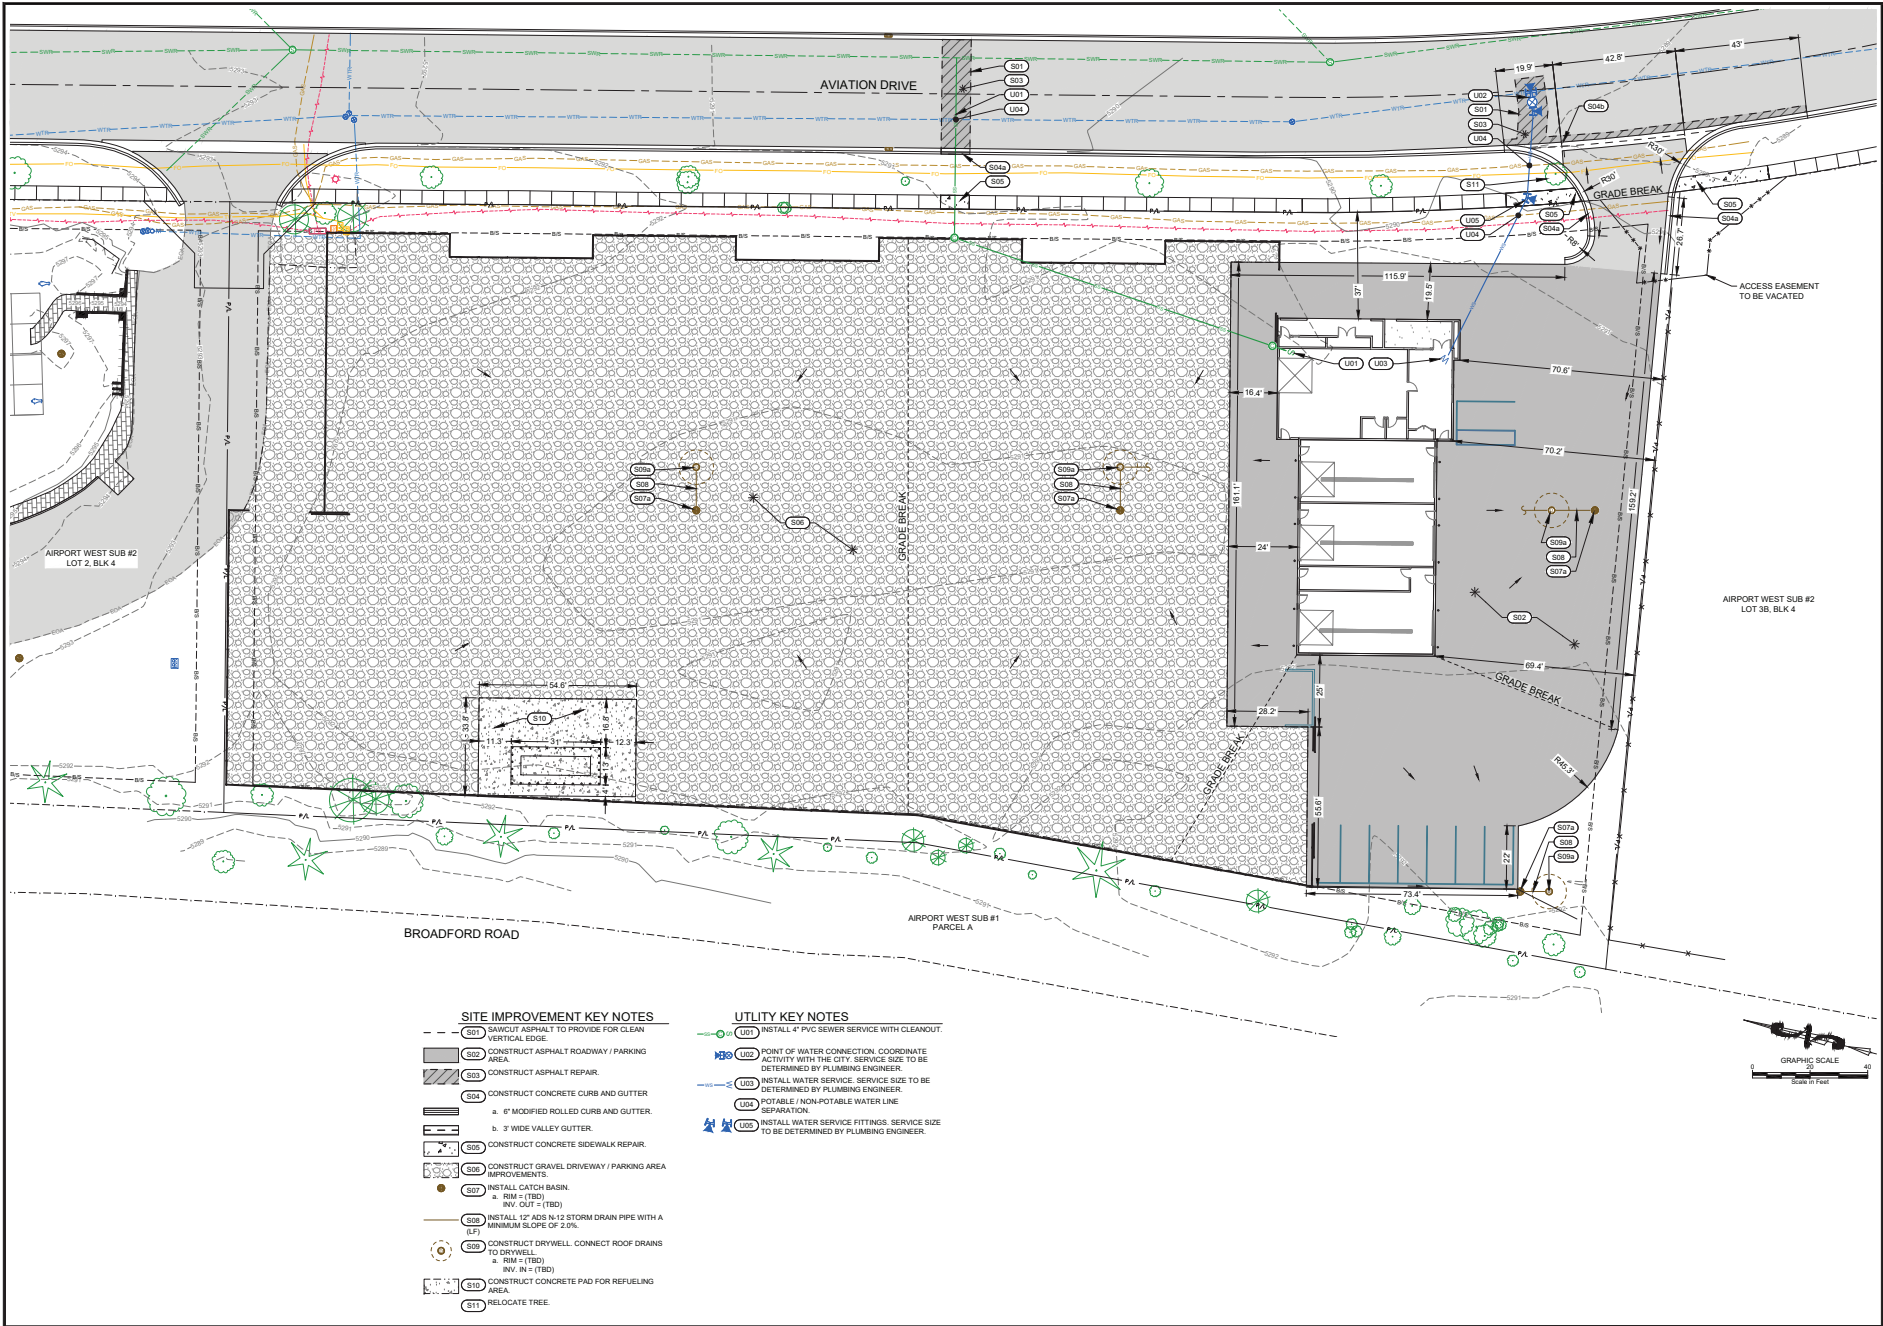 AVIATION DRIVE
S01
S03
U01
U04
S04a
S05
19.9'
42.8'
43'
U02
S01
S03
U04
S04b
R30'
R30'
GRADE BREAK
S11
U05
U04
S05
S04a
R8'
S05
S04a
26.7'
ACCESS EASEMENT
TO BE VACATED
115.9'
37'
19.5'
U01
U03
70.6'
16.4'
70.2'
161.1'
159.2'
24'
S09a
S08
S07a
S06
GRADE BREAK
S09a
S08
S07a
S09a
S08
S07a
S02
AIRPORT WEST SUB #2
LOT 2, BLK 4
AIRPORT WEST SUB #2
LOT 3B, BLK 4
69.4'
GRADE BREAK
25'
28.2'
GRADE BREAK
R45.3'
55.6'
22'
73.4'
S07a
S08
S09a
54.6'
S10
33.8'
16.8'
11.3'
31'
12.3'
13'
4'
BROADFORD ROAD
AIRPORT WEST SUB #1
PARCEL A
SITE IMPROVEMENT KEY NOTES
S01 SAWCUT ASPHALT TO PROVIDE FOR CLEAN
VERTICAL EDGE.
S02 CONSTRUCT ASPHALT ROADWAY / PARKING
AREA.
S03 CONSTRUCT ASPHALT REPAIR.
S04 CONSTRUCT CONCRETE CURB AND GUTTER
a. 6" MODIFIED ROLLED CURB AND GUTTER.
b. 3' WIDE VALLEY GUTTER.
S05 CONSTRUCT CONCRETE SIDEWALK REPAIR.
S06 CONSTRUCT GRAVEL DRIVEWAY / PARKING AREA
IMPROVEMENTS.
S07 INSTALL CATCH BASIN.
a. RIM = (TBD)
INV. OUT = (TBD)
S08 INSTALL 12" ADS N-12 STORM DRAIN PIPE WITH A
(LF) MINIMUM SLOPE OF 2.0%.
S09 CONSTRUCT DRYWELL. CONNECT ROOF DRAINS
TO DRYWELL.
a. RIM = (TBD)
INV. IN = (TBD)
S10 CONSTRUCT CONCRETE PAD FOR REFUELING
AREA.
S11 RELOCATE TREE.
UTLITY KEY NOTES
U01 INSTALL 4" PVC SEWER SERVICE WITH CLEANOUT.
U02 POINT OF WATER CONNECTION. COORDINATE
ACTIVITY WITH THE CITY. SERVICE SIZE TO BE
DETERMINED BY PLUMBING ENGINEER.
U03 INSTALL WATER SERVICE. SERVICE SIZE TO BE
DETERMINED BY PLUMBING ENGINEER.
U04 POTABLE / NON-POTABLE WATER LINE
SEPARATION.
U05 INSTALL WATER SERVICE FITTINGS. SERVICE SIZE
TO BE DETERMINED BY PLUMBING ENGINEER.
GRAPHIC SCALE
0 20 40
Scale in Feet